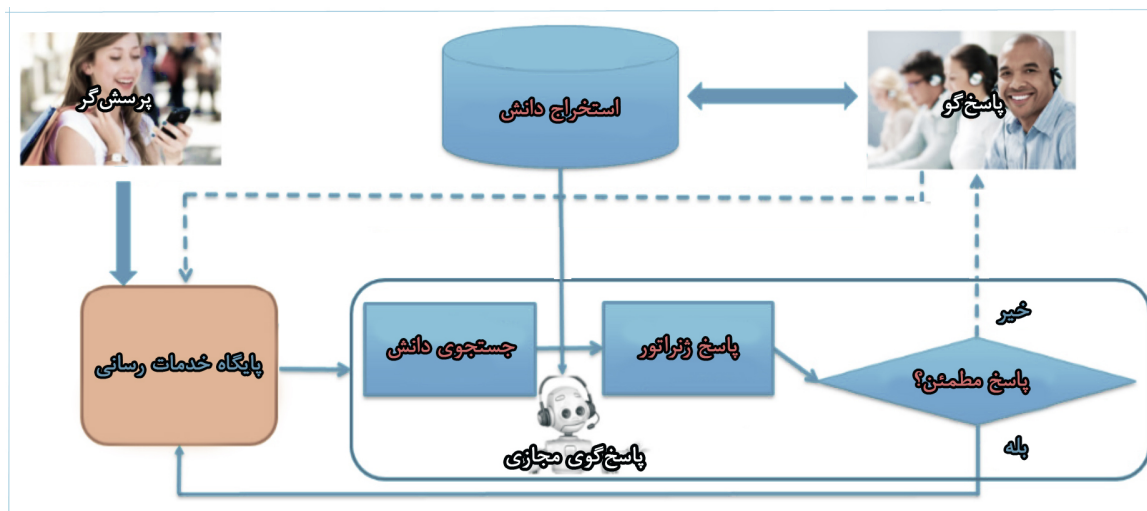 پرسش‌گر
استخراج دانش
پاسخ‌گو
پایگاه خدمات رسانی
جستجوی دانش
پاسخ ژنراتور
پاسخ مطمئن؟
خیر
بله
پاسخ‌گوی مجازی